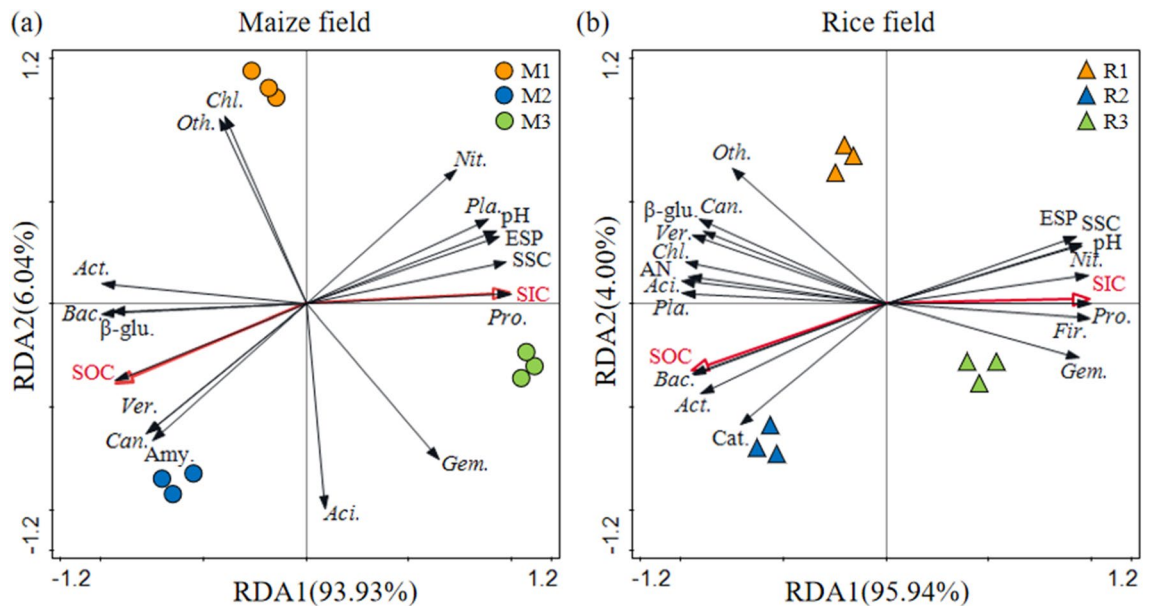 (a) Maize field
1.2
M1
M2
M3
Chl.
Oth.
Nit.
Pla.
pH
ESP
SSC
SIC
Pro.
Act.
Bac.
β-glu.
SOC
Ver.
Can.
Amy.
Gem.
Aci.
RDA2(6.04%)
-1.2
-1.2
1.2
RDA1(93.93%)
(b) Rice field
1.2
R1
R2
R3
Oth.
β-glu.
Can.
Ver.
Chl.
AN
Aci.
Pla.
ESP
SSC
pH
Nit.
SIC
Pro.
Fir.
Gem.
SOC
Bac.
Act.
Cat.
RDA2(4.00%)
-1.2
-1.2
1.2
RDA1(95.94%)